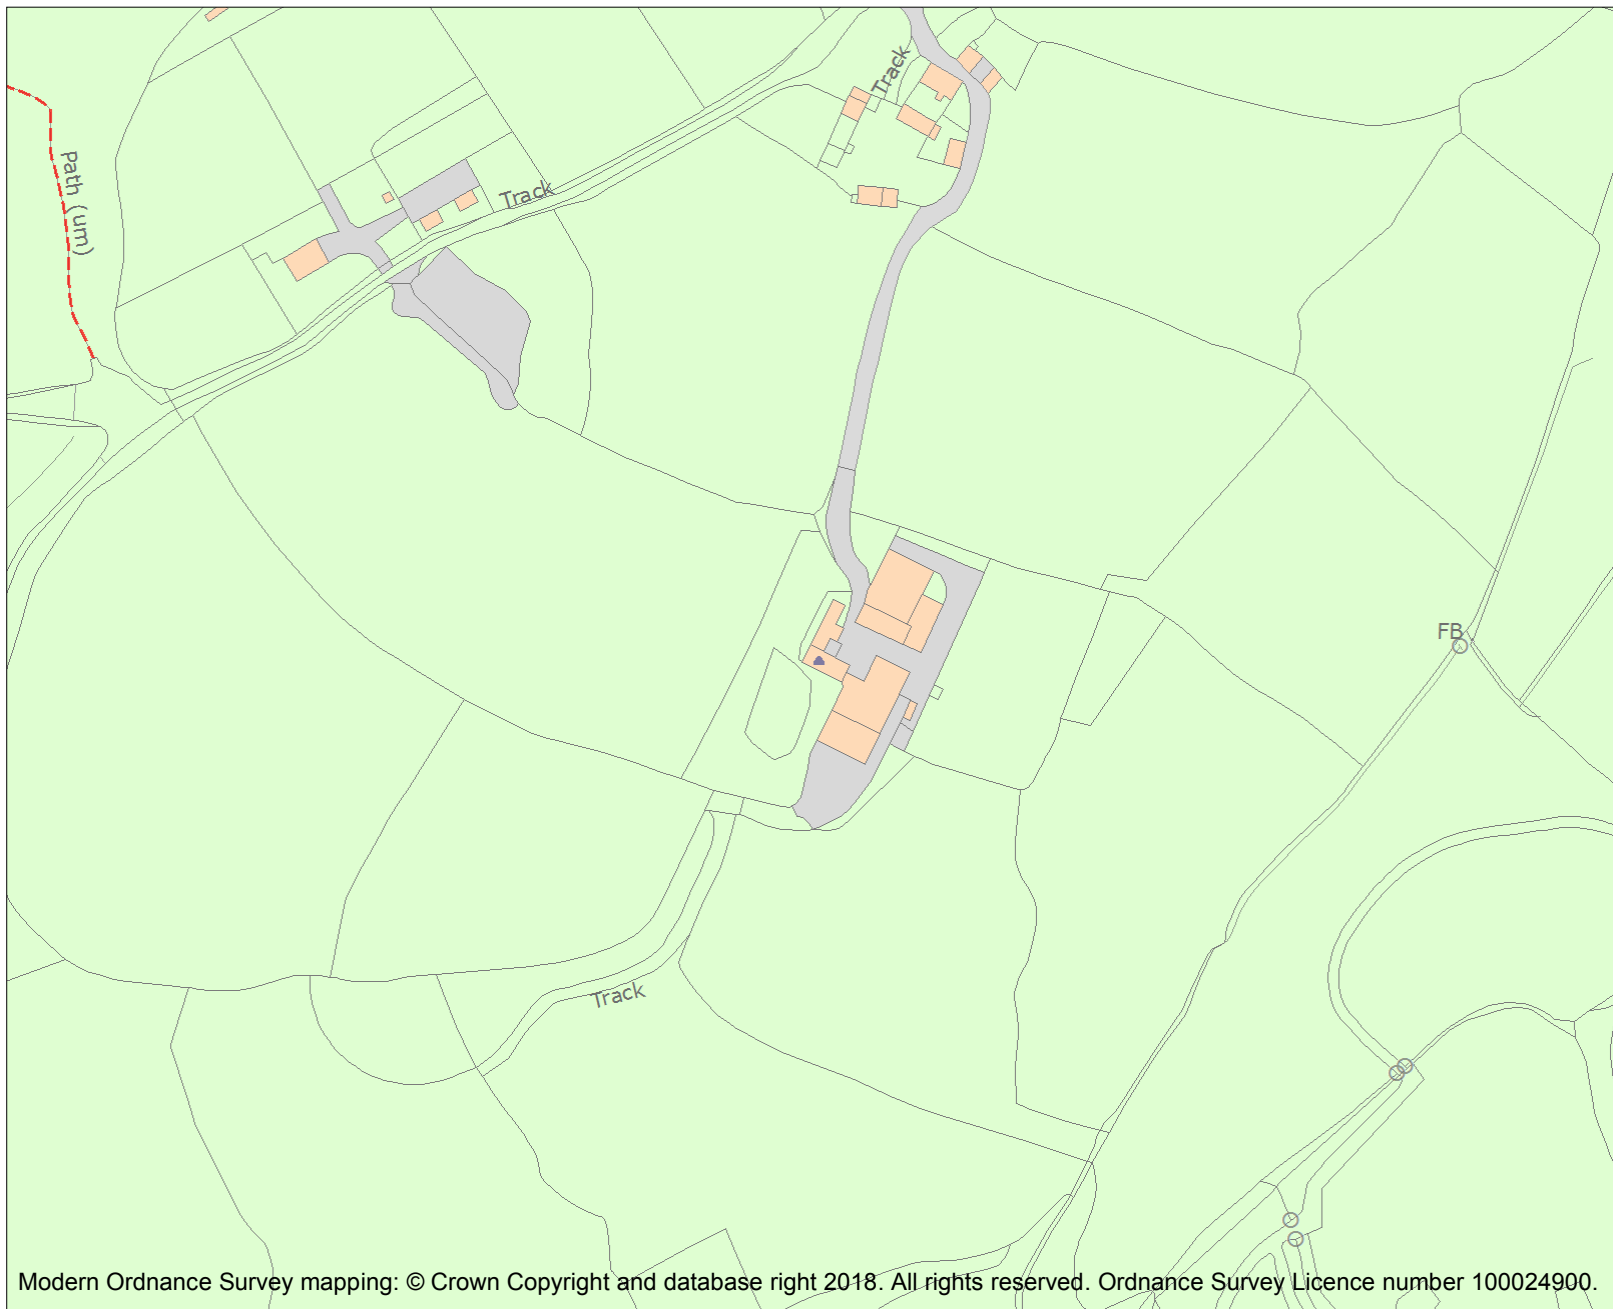 Track
Path (um)
Track
FB
Track
Modern Ordnance Survey mapping: © Crown Copyright and database right 2018. All rights reserved. Ordnance Survey Licence number 100024900.